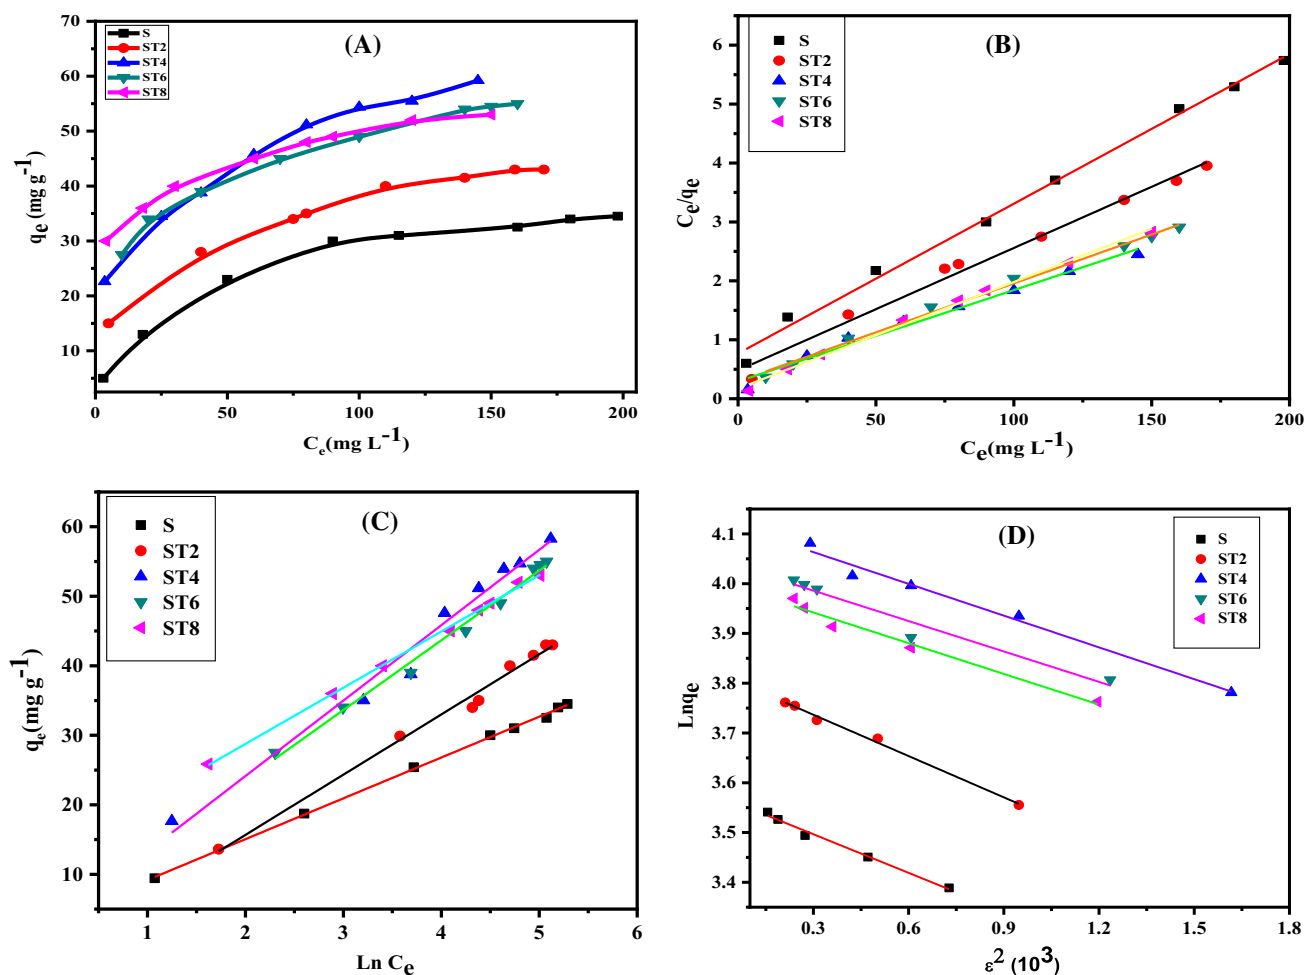 (A)
S
ST2
ST4
ST6
ST8
70
60
50
40
30
20
10
0 50 100 150 200
qe (mg g-1)
Ce(mg L-1)
(B)
S
ST2
ST4
ST6
ST8
6
5
4
3
2
1
0
0 50 100 150 200
Ce/qe
Ce(mg L-1)
(C)
S
ST2
ST4
ST6
ST8
60
50
40
30
20
10
1 2 3 4 5 6
qe(mg g-1)
Ln Ce
(D)
S
ST2
ST4
ST6
ST8
4.1
4.0
3.9
3.8
3.7
3.6
3.5
3.4
0.3 0.6 0.9 1.2 1.5 1.8
Lnqe
ε2 (103)